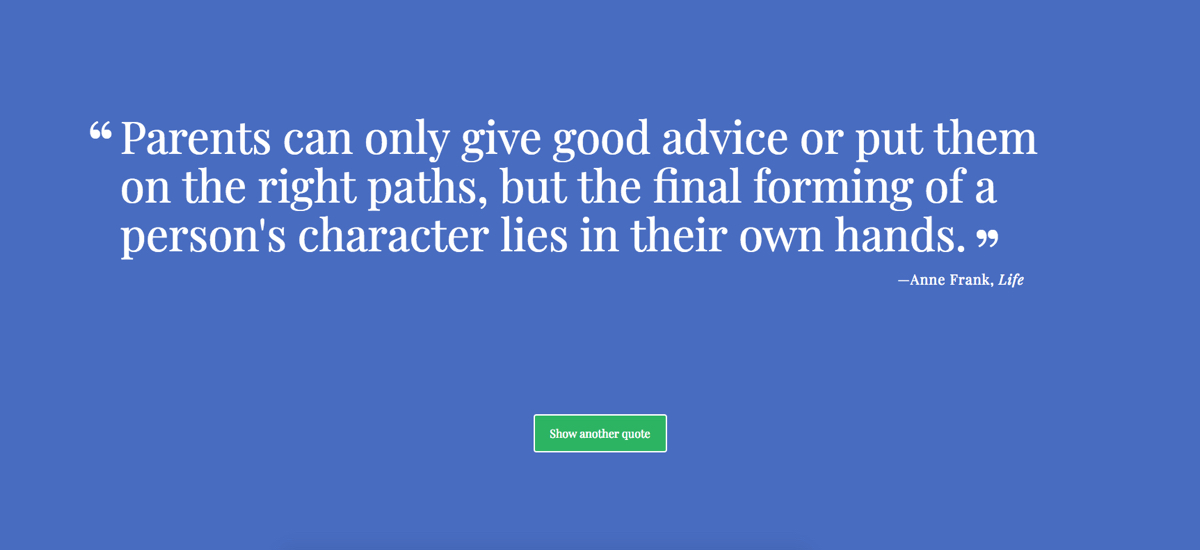 “Parents can only give good advice or put them
on the right paths, but the final forming of a
person's character lies in their own hands.”
—Anne Frank, Life
Show another quote